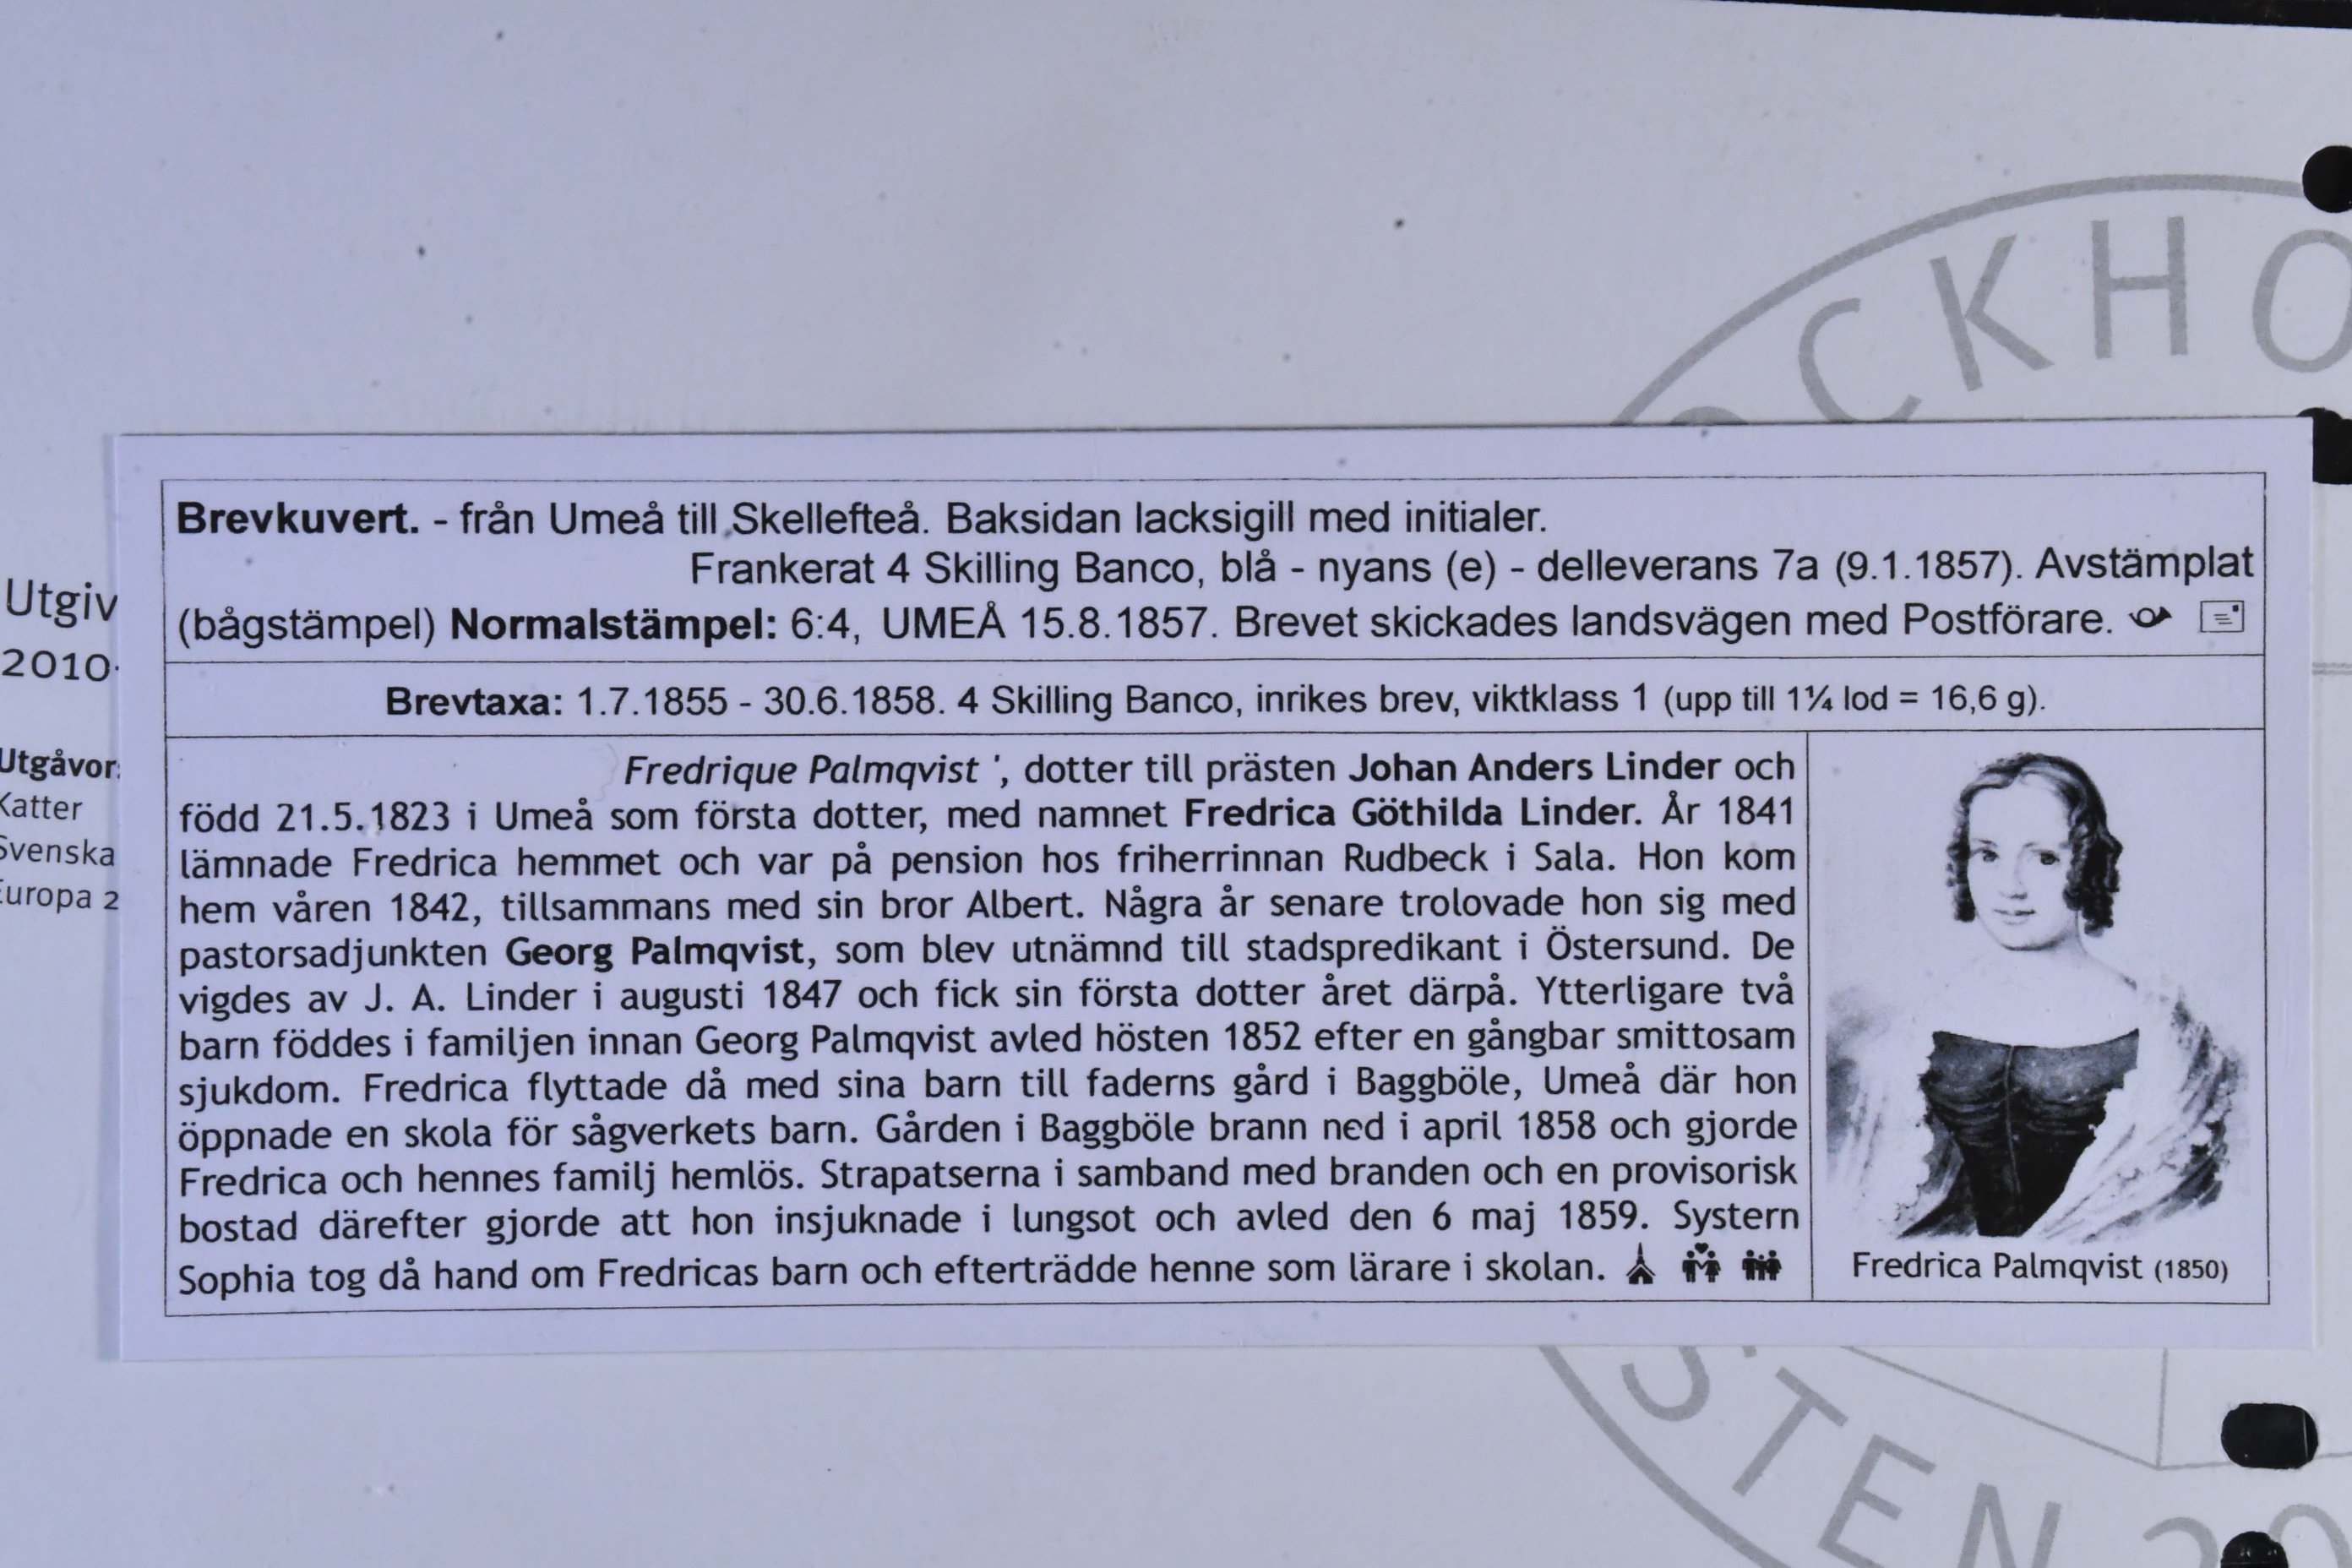 CKHO
Brevkuvert. - från Umeå till Skellefteå. Baksidan lacksigill med initialer.
Frankerat 4 Skilling Banco, blå - nyans (e) - delleverans 7a (9.1.1857). Avstämplat
(bågstämpel) Normalstämpel: 6:4, UMEÅ 15.8.1857. Brevet skickades landsvägen med Postförare.
Brevtaxa: 1.7.1855 - 30.6.1858. 4 Skilling Banco, inrikes brev, viktklass 1 (upp till 1¼ lod = 16,6 g).
Fredrique Palmqvist ', dotter till prästen Johan Anders Linder och
född 21.5.1823 i Umeå som första dotter, med namnet Fredrica Göthilda Linder. År 1841
lämnade Fredrica hemmet och var på pension hos friherrinnan Rudbeck i Sala. Hon kom
hem våren 1842, tillsammans med sin bror Albert. Några år senare trolovade hon sig med
pastorsadjunkten Georg Palmqvist, som blev utnämnd till stadspredikant i Östersund. De
vigdes av J. A. Linder i augusti 1847 och fick sin första dotter året därpå. Ytterligare två
barn föddes i familjen innan Georg Palmqvist avled hösten 1852 efter en gångbar smittosam
sjukdom. Fredrica flyttade då med sina barn till faderns gård i Baggböle, Umeå där hon
öppnade en skola för sågverkets barn. Gården i Baggböle brann ned i april 1858 och gjorde
Fredrica och hennes familj hemlös. Strapatserna i samband med branden och en provisorisk
bostad därefter gjorde att hon insjuknade i lungsot och avled den 6 maj 1859. Systern
Sophia tog då hand om Fredricas barn och efterträdde henne som lärare i skolan.
Fredrica Palmqvist (1850)
Utgiv
2010-
Utgåvor:
Katter
Svenska
Europa 2
STEN 20